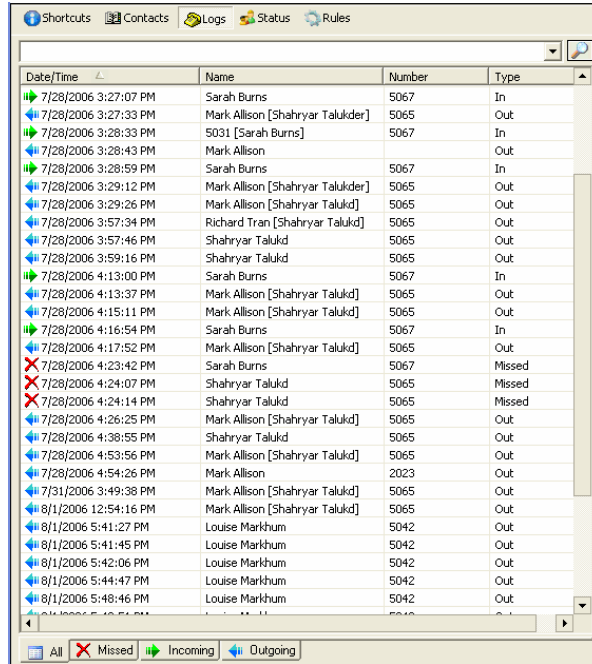 Shortcuts Contacts Logs Status Rules
Date/Time Name Number Type
7/28/2006 3:27:07 PM Sarah Burns 5067 In
7/28/2006 3:27:33 PM Mark Allison [Shahryar Talukder] 5065 Out
7/28/2006 3:28:33 PM 5031 [Sarah Burns] 5067 In
7/28/2006 3:28:43 PM Mark Allison Out
7/28/2006 3:28:59 PM Sarah Burns 5067 In
7/28/2006 3:29:12 PM Mark Allison [Shahryar Talukder] 5065 Out
7/28/2006 3:29:26 PM Mark Allison [Shahryar Talukd] 5065 Out
7/28/2006 3:57:34 PM Richard Tran [Shahryar Talukd] 5065 Out
7/28/2006 3:57:46 PM Shahryar Talukd 5065 Out
7/28/2006 3:59:16 PM Shahryar Talukd 5065 Out
7/28/2006 4:13:00 PM Sarah Burns 5067 In
7/28/2006 4:13:37 PM Mark Allison [Shahryar Talukd] 5065 Out
7/28/2006 4:15:11 PM Mark Allison [Shahryar Talukd] 5065 Out
7/28/2006 4:16:54 PM Sarah Burns 5067 In
7/28/2006 4:17:52 PM Mark Allison [Shahryar Talukd] 5065 Out
7/28/2006 4:23:42 PM Sarah Burns 5067 Missed
7/28/2006 4:24:07 PM Shahryar Talukd 5065 Missed
7/28/2006 4:24:14 PM Shahryar Talukd 5065 Missed
7/28/2006 4:26:25 PM Mark Allison [Shahryar Talukd] 5065 Out
7/28/2006 4:38:55 PM Shahryar Talukd 5065 Out
7/28/2006 4:53:56 PM Mark Allison [Shahryar Talukd] 5065 Out
7/28/2006 4:54:26 PM Mark Allison 2023 Out
7/31/2006 3:49:38 PM Mark Allison [Shahryar Talukd] 5065 Out
8/1/2006 12:54:16 PM Mark Allison [Shahryar Talukd] 5065 Out
8/1/2006 5:41:27 PM Louise Markhum 5042 Out
8/1/2006 5:41:45 PM Louise Markhum 5042 Out
8/1/2006 5:42:06 PM Louise Markhum 5042 Out
8/1/2006 5:44:47 PM Louise Markhum 5042 Out
8/1/2006 5:48:46 PM Louise Markhum 5042 Out
All Missed Incoming Outgoing